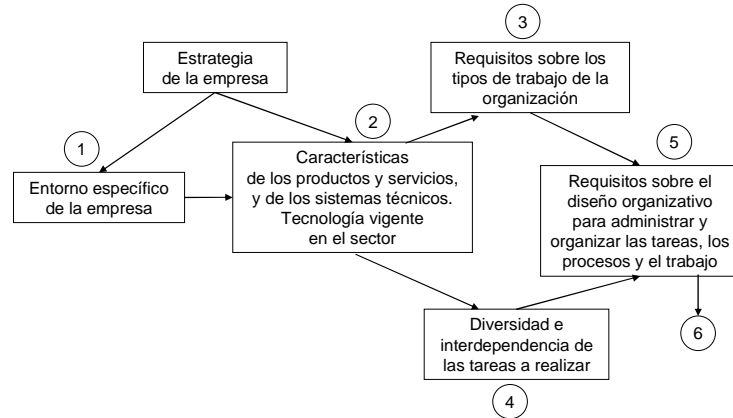 3
Estrategia
de la empresa
Requisitos sobre los
tipos de trabajo de la
organización
2
5
1
Características
de los productos y servicios,
y de los sistemas técnicos.
Tecnología vigente
en el sector
Entorno específico
de la empresa
Requisitos sobre el
diseño organizativo
para administrar y
organizar las tareas, los
procesos y el trabajo
Diversidad e
interdependencia de
las tareas a realizar
6
4